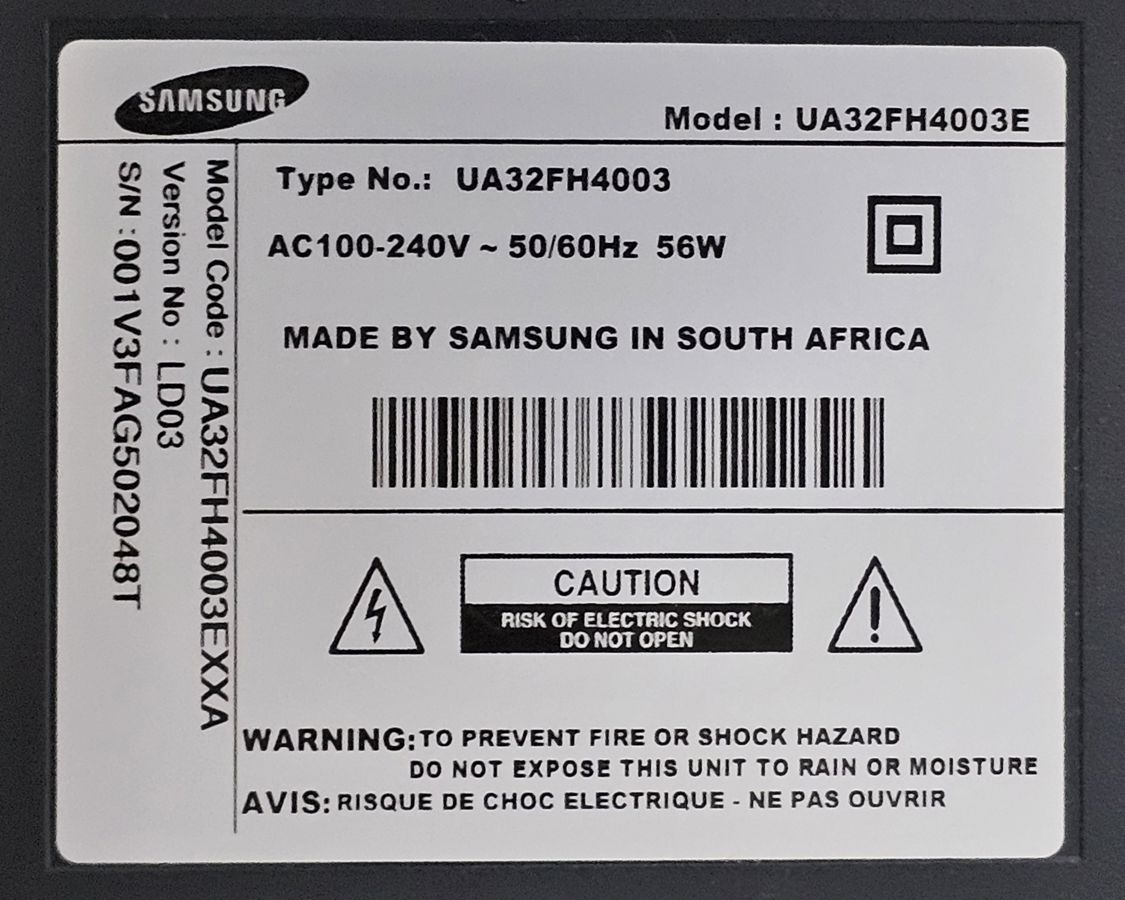 SAMSUNG
Model : UA32FH4003E
Model Code : UA32FH4003EXXA
Version No : LD03
S/N :001V3FAG502048T
Type No.: UA32FH4003
AC100-240V ~ 50/60Hz 56W
MADE BY SAMSUNG IN SOUTH AFRICA
CAUTION
RISK OF ELECTRIC SHOCK
DO NOT OPEN
WARNING: TO PREVENT FIRE OR SHOCK HAZARD
DO NOT EXPOSE THIS UNIT TO RAIN OR MOISTURE
AVIS: RISQUE DE CHOC ELECTRIQUE - NE PAS OUVRIR